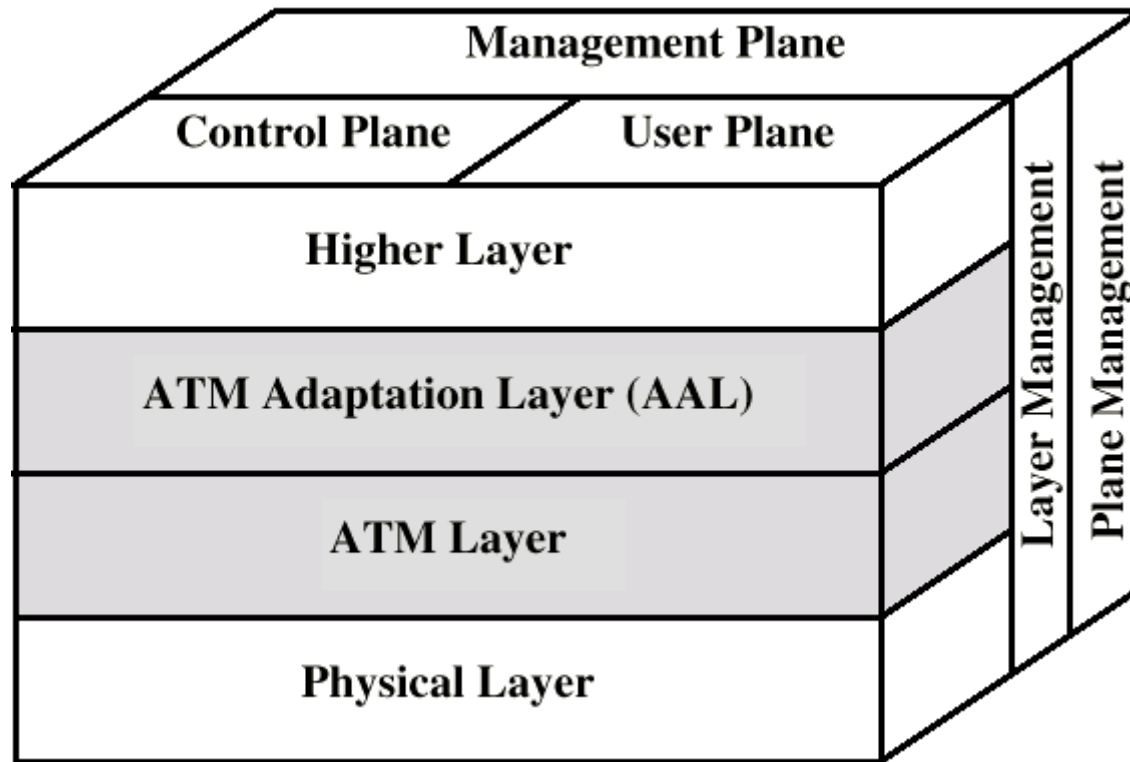 Management Plane
Control Plane
User Plane
Higher Layer
ATM Adaptation Layer (AAL)
ATM Layer
Physical Layer
Layer Management
Plane Management